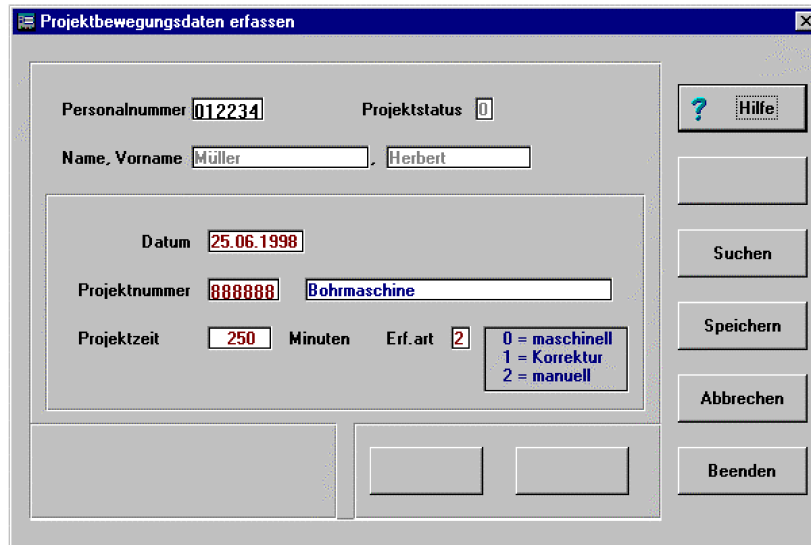 Projektbewegungsdaten erfassen
Personalnummer 012234 Projektstatus 0
? Hilfe
Name, Vorname Müller , Herbert
Datum 25.06.1998
Suchen
Projektnummer 888888 Bohrmaschine
Projektzeit 250 Minuten Erf.art 2
0 = maschinell
1 = Korrektur
2 = manuell
Speichern
Abbrechen
Beenden